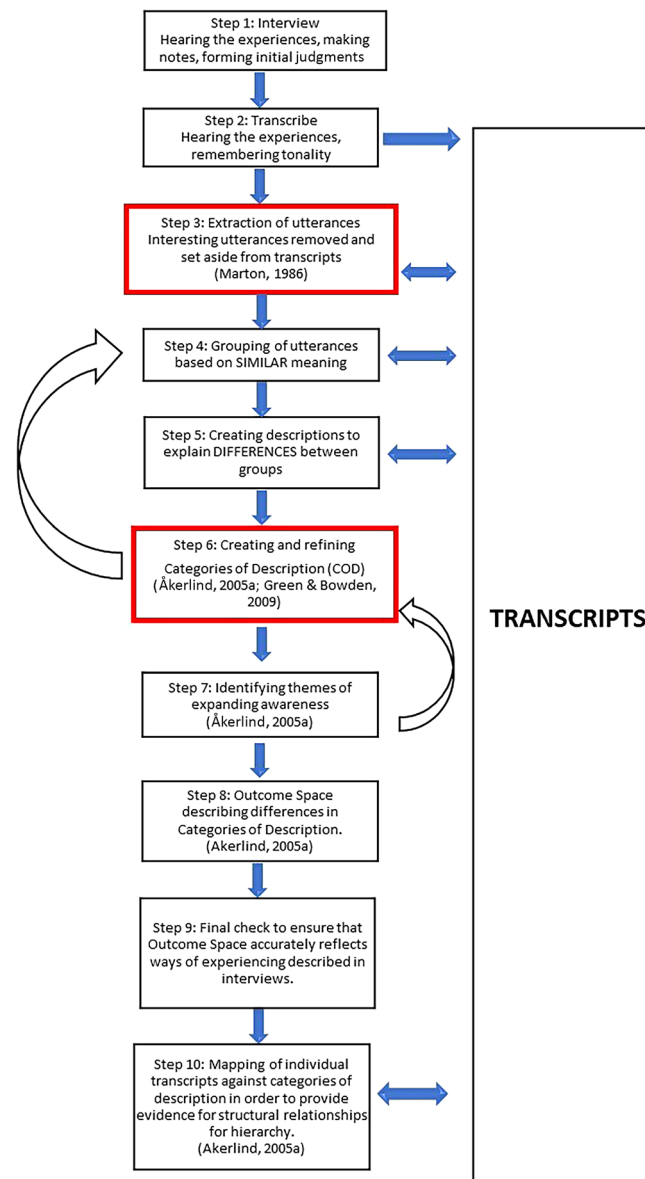 Step 1: Interview
Hearing the experiences, making
notes, forming initial judgments
Step 2: Transcribe
Hearing the experiences,
remembering tonality
Step 3: Extraction of utterances
Interesting utterances removed and
set aside from transcripts
(Marton, 1986)
Step 4: Grouping of utterances
based on SIMILAR meaning
Step 5: Creating descriptions to
explain DIFFERENCES between
groups
Step 6: Creating and refining
Categories of Description (COD)
(Åkerlind, 2005a; Green & Bowden,
2009)
TRANSCRIPTS
Step 7: Identifying themes of
expanding awareness
(Åkerlind, 2005a)
Step 8: Outcome Space
describing differences in
Categories of Description.
(Akerlind, 2005a)
Step 9: Final check to ensure that
Outcome Space accurately reflects
ways of experiencing described in
interviews.
Step 10: Mapping of individual
transcripts against categories of
description in order to provide
evidence for structural relationships
for hierarchy.
(Akerlind, 2005a)